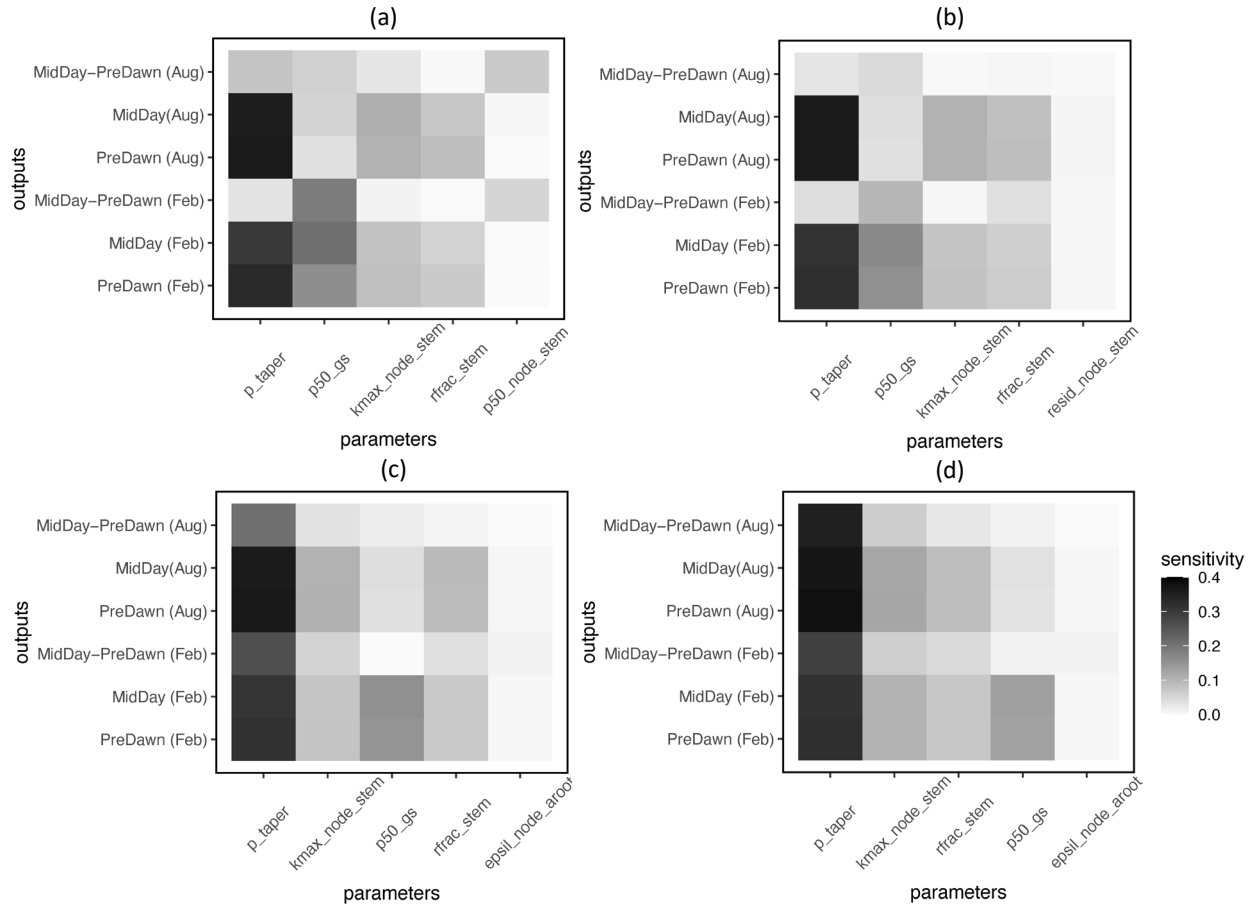 (a)
outputs
MidDay−PreDawn (Aug)
MidDay(Aug)
PreDawn (Aug)
MidDay−PreDawn (Feb)
MidDay (Feb)
PreDawn (Feb)
p_taper
p50_gs
kmax_node_stem
rfrac_stem
p50_node_stem
parameters
(b)
outputs
MidDay−PreDawn (Aug)
MidDay(Aug)
PreDawn (Aug)
MidDay−PreDawn (Feb)
MidDay (Feb)
PreDawn (Feb)
p_taper
p50_gs
kmax_node_stem
rfrac_stem
resid_node_stem
parameters
(c)
outputs
MidDay−PreDawn (Aug)
MidDay(Aug)
PreDawn (Aug)
MidDay−PreDawn (Feb)
MidDay (Feb)
PreDawn (Feb)
p_taper
kmax_node_stem
p50_gs
rfrac_stem
epsil_node_aroot
parameters
(d)
outputs
MidDay−PreDawn (Aug)
MidDay(Aug)
PreDawn (Aug)
MidDay−PreDawn (Feb)
MidDay (Feb)
PreDawn (Feb)
p_taper
kmax_node_stem
rfrac_stem
p50_gs
epsil_node_aroot
parameters
sensitivity
0.4
0.3
0.2
0.1
0.0